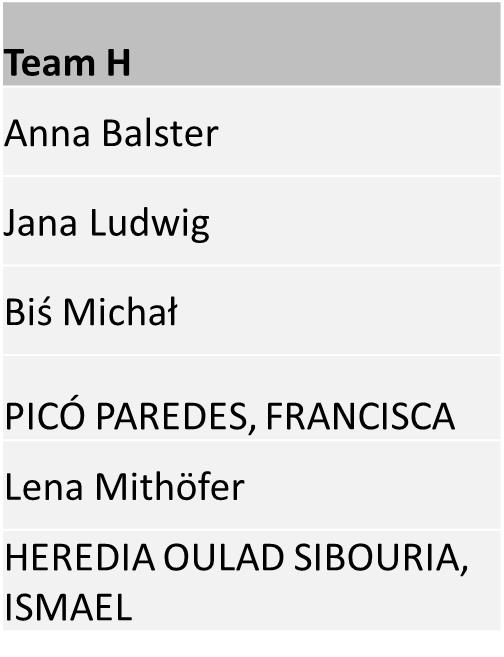 Team H
Anna Balster
Jana Ludwig
Biś Michał
PICÓ PAREDES, FRANCISCA
Lena Mithöfer
HEREDIA OULAD SIBOURIA,
ISMAEL